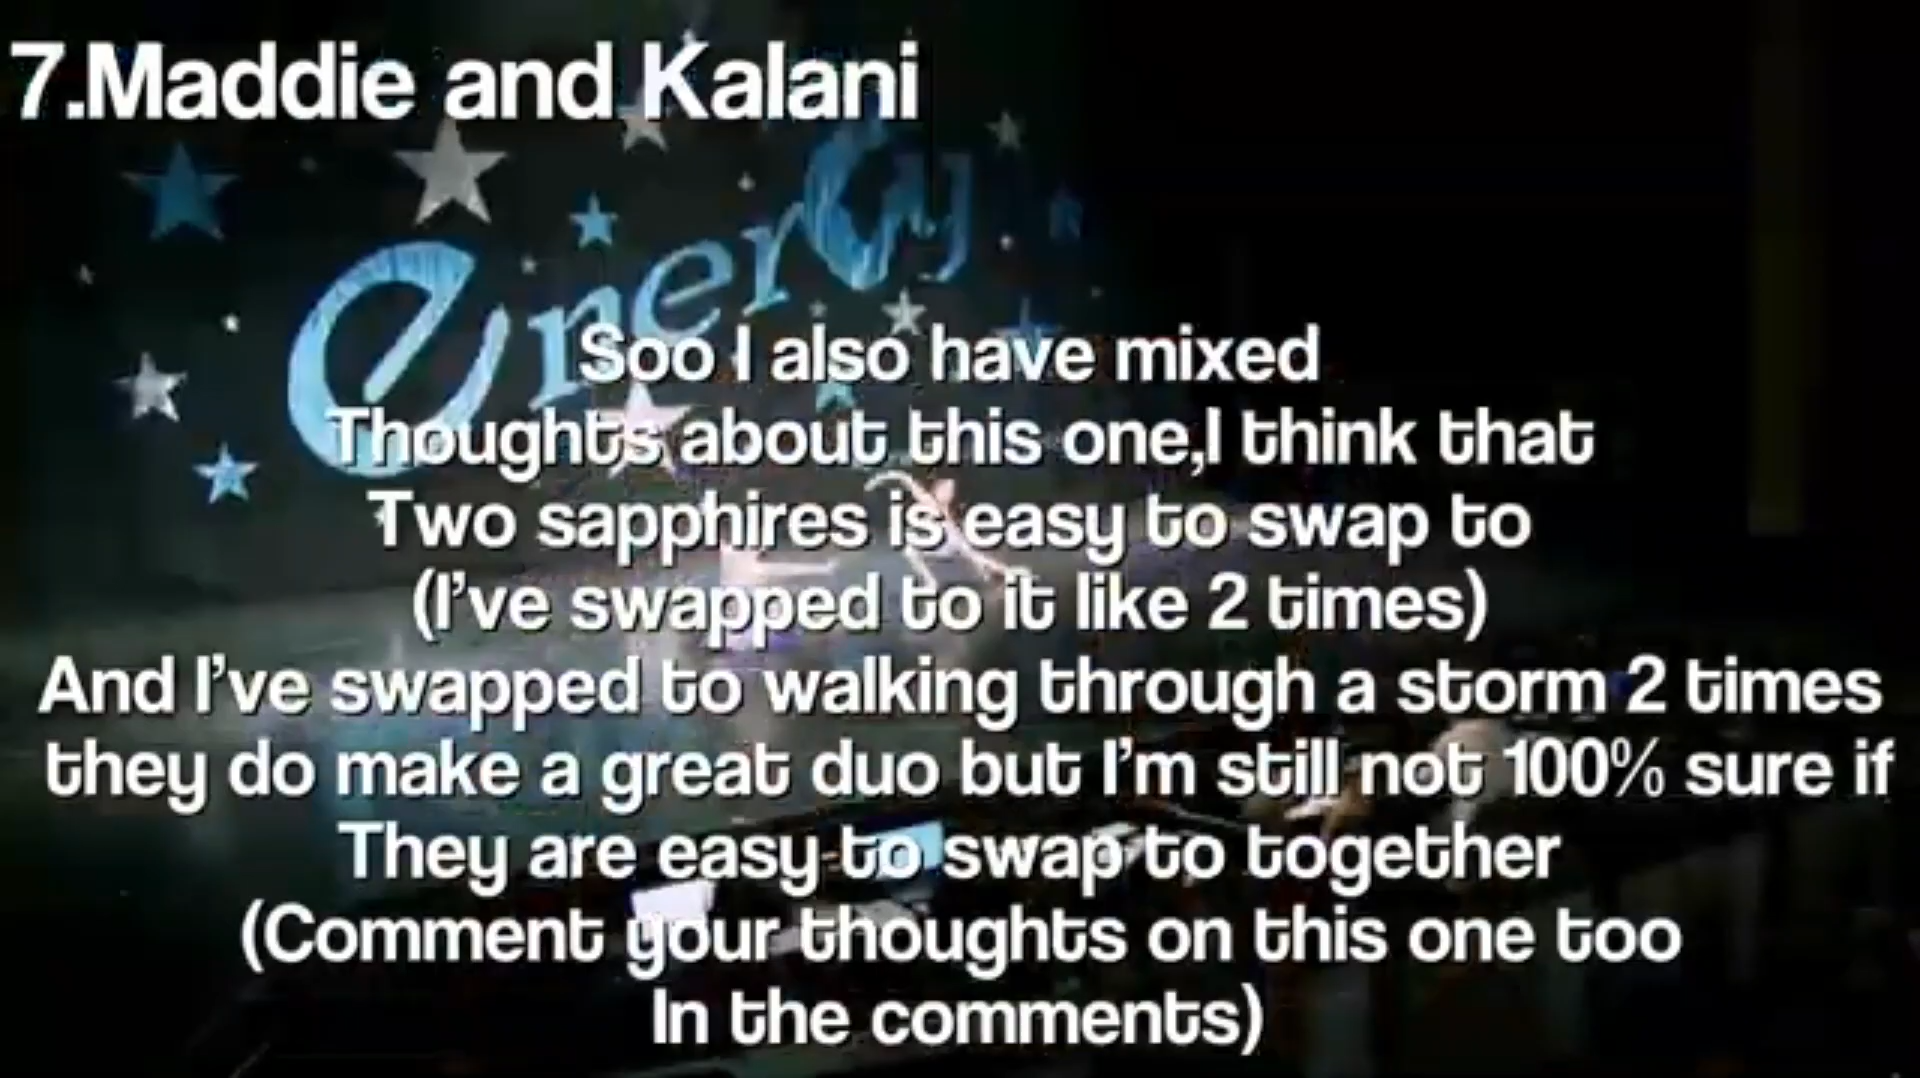 7.Maddie and Kalani
energy
Soo I also have mixed
Thoughts about this one,I think that
Two sapphires is easy to swap to
(I've swapped to it like 2 times)
And I've swapped to walking through a storm 2 times
they do make a great duo but I'm still not 100% sure if
They are easy to swap to together
(Comment your thoughts on this one too
In the comments)